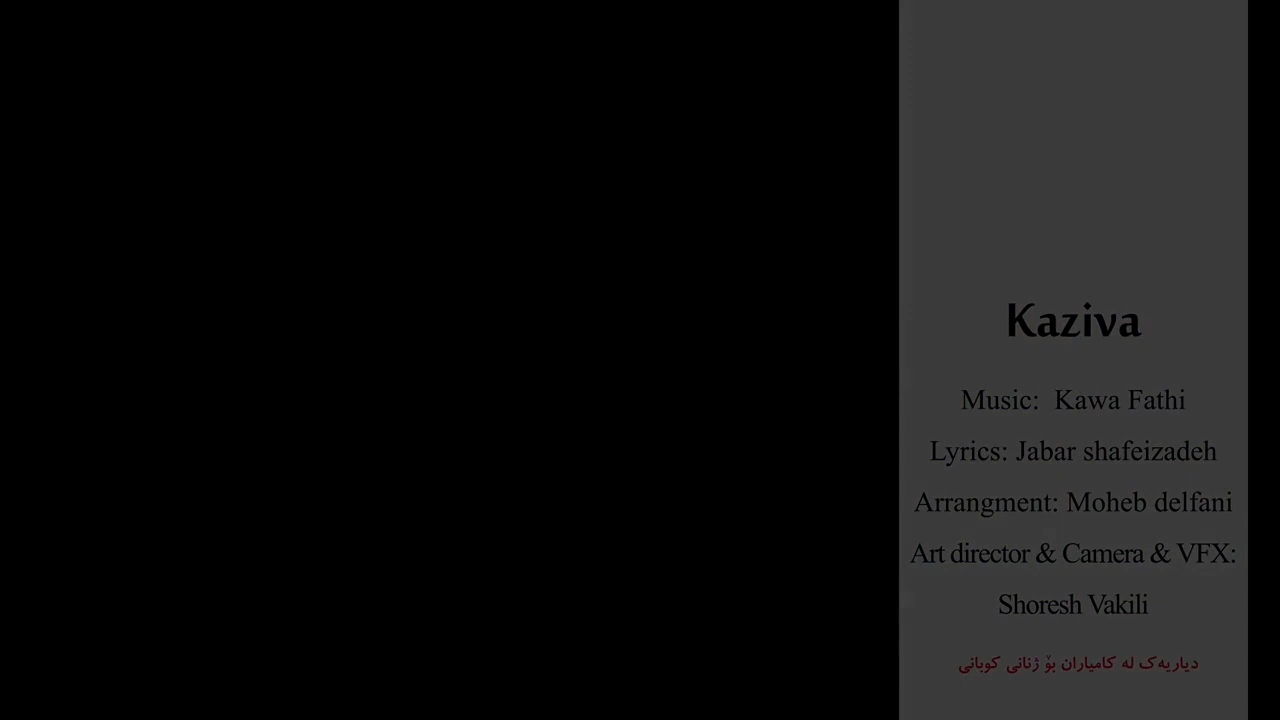 Kaziva
Music:  Kawa Fathi
Lyrics: Jabar shafeizadeh
Arrangment: Moheb delfani
Art director & Camera & VFX:
Shoresh Vakili
دیاریەک لە کامیاران بۆ ژنانی کوبانی